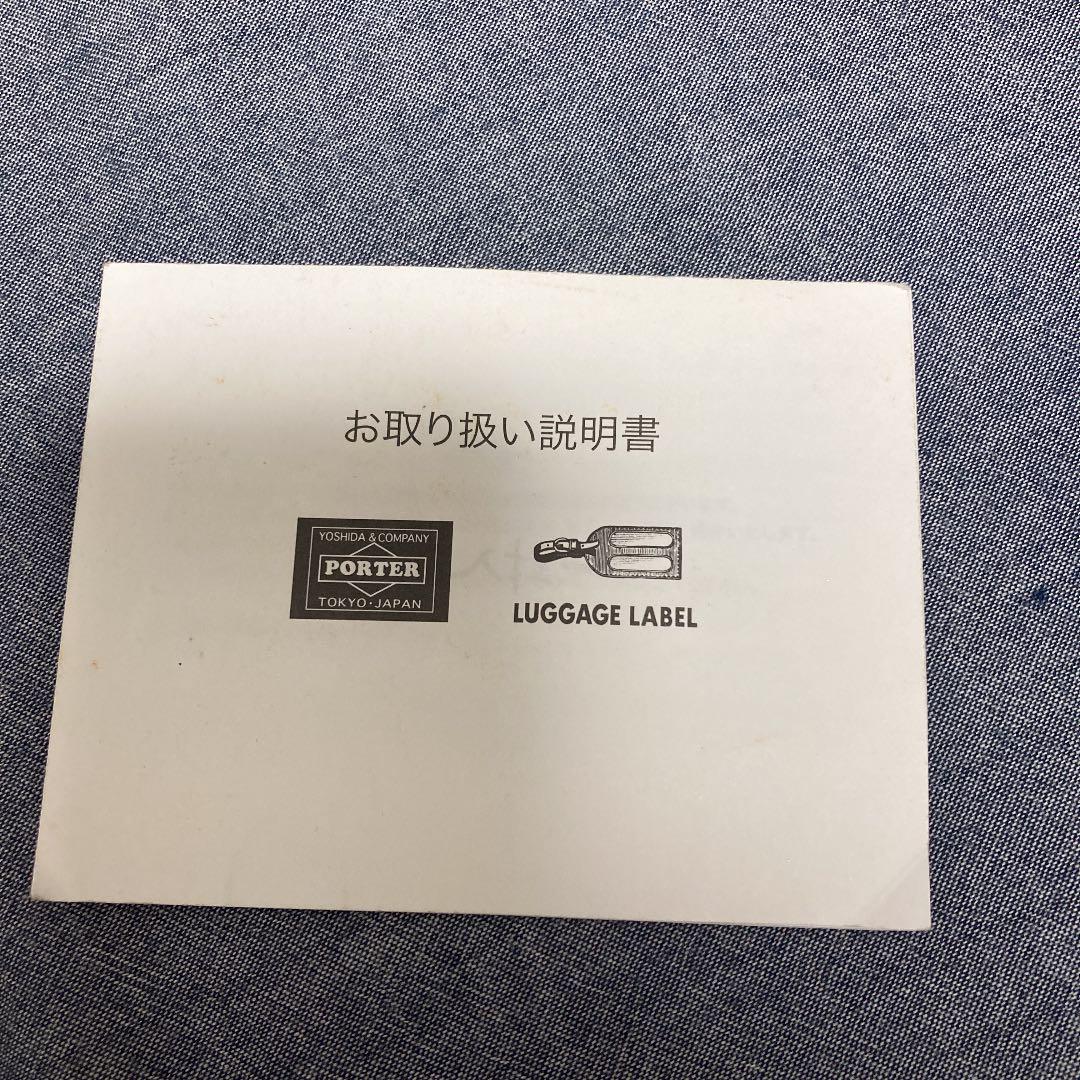 お取り扱い説明書
YOSHIDA & COMPANY
PORTER
TOKYO・JAPAN
LUGGAGE LABEL